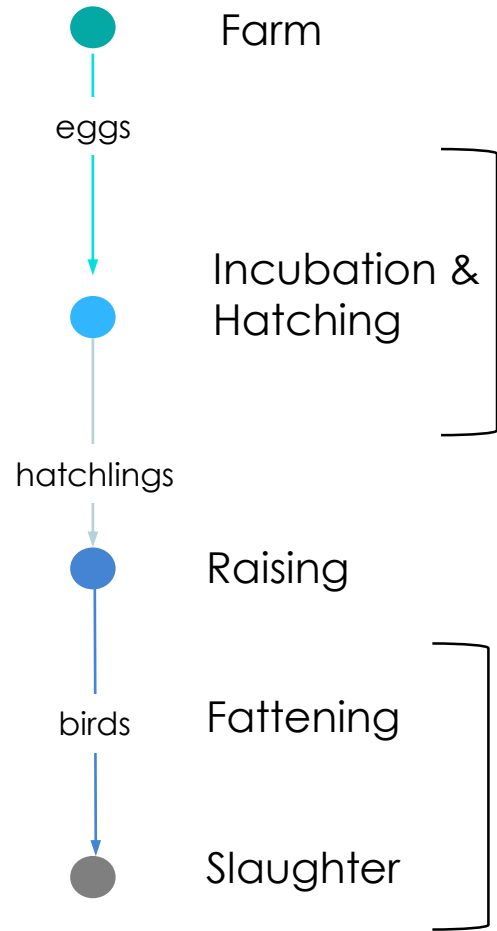 Farm
eggs
Incubation &
Hatching
hatchlings
Raising
birds
Fattening
Slaughter